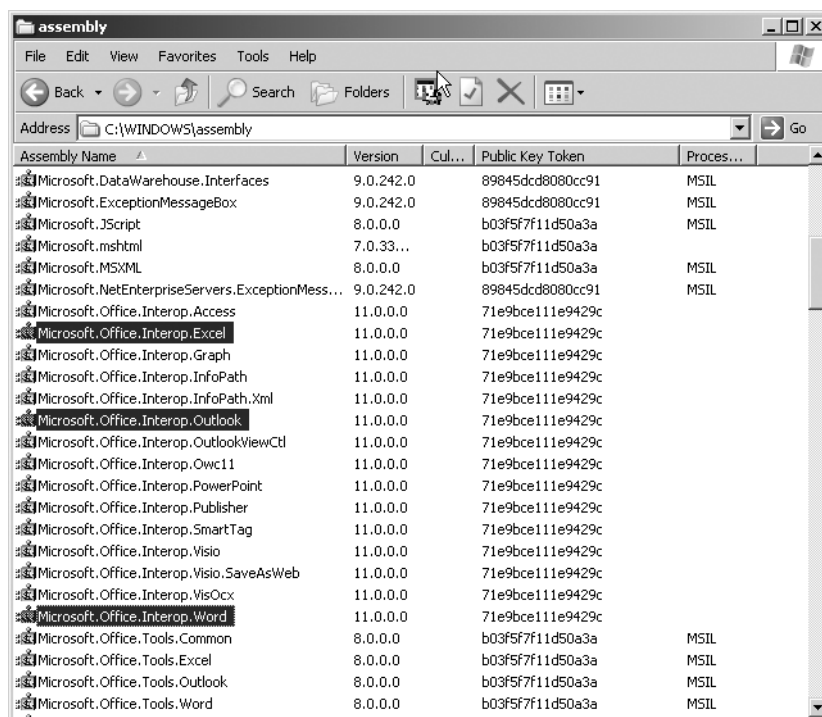 assembly
File Edit View Favorites Tools Help
Back Search Folders
Address C:\WINDOWS\assembly Go
Assembly Name Version Cul... Public Key Token Proces...
Microsoft.DataWarehouse.Interfaces 9.0.242.0 89845dcd8080cc91 MSIL
Microsoft.ExceptionMessageBox 9.0.242.0 89845dcd8080cc91 MSIL
Microsoft.JScript 8.0.0.0 b03f5f7f11d50a3a MSIL
Microsoft.mshtml 7.0.33... b03f5f7f11d50a3a
Microsoft.MSXML 8.0.0.0 b03f5f7f11d50a3a MSIL
Microsoft.NetEnterpriseServers.ExceptionMess... 9.0.242.0 89845dcd8080cc91 MSIL
Microsoft.Office.Interop.Access 11.0.0.0 71e9bce111e9429c
Microsoft.Office.Interop.Excel 11.0.0.0 71e9bce111e9429c
Microsoft.Office.Interop.Graph 11.0.0.0 71e9bce111e9429c
Microsoft.Office.Interop.InfoPath 11.0.0.0 71e9bce111e9429c
Microsoft.Office.Interop.InfoPath.Xml 11.0.0.0 71e9bce111e9429c
Microsoft.Office.Interop.Outlook 11.0.0.0 71e9bce111e9429c
Microsoft.Office.Interop.OutlookViewCtl 11.0.0.0 71e9bce111e9429c
Microsoft.Office.Interop.Owc11 11.0.0.0 71e9bce111e9429c
Microsoft.Office.Interop.PowerPoint 11.0.0.0 71e9bce111e9429c
Microsoft.Office.Interop.Publisher 11.0.0.0 71e9bce111e9429c
Microsoft.Office.Interop.SmartTag 11.0.0.0 71e9bce111e9429c
Microsoft.Office.Interop.Visio 11.0.0.0 71e9bce111e9429c
Microsoft.Office.Interop.Visio.SaveAsWeb 11.0.0.0 71e9bce111e9429c
Microsoft.Office.Interop.VisOcx 11.0.0.0 71e9bce111e9429c
Microsoft.Office.Interop.Word 11.0.0.0 71e9bce111e9429c
Microsoft.Office.Tools.Common 8.0.0.0 b03f5f7f11d50a3a MSIL
Microsoft.Office.Tools.Excel 8.0.0.0 b03f5f7f11d50a3a MSIL
Microsoft.Office.Tools.Outlook 8.0.0.0 b03f5f7f11d50a3a MSIL
Microsoft.Office.Tools.Word 8.0.0.0 b03f5f7f11d50a3a MSIL